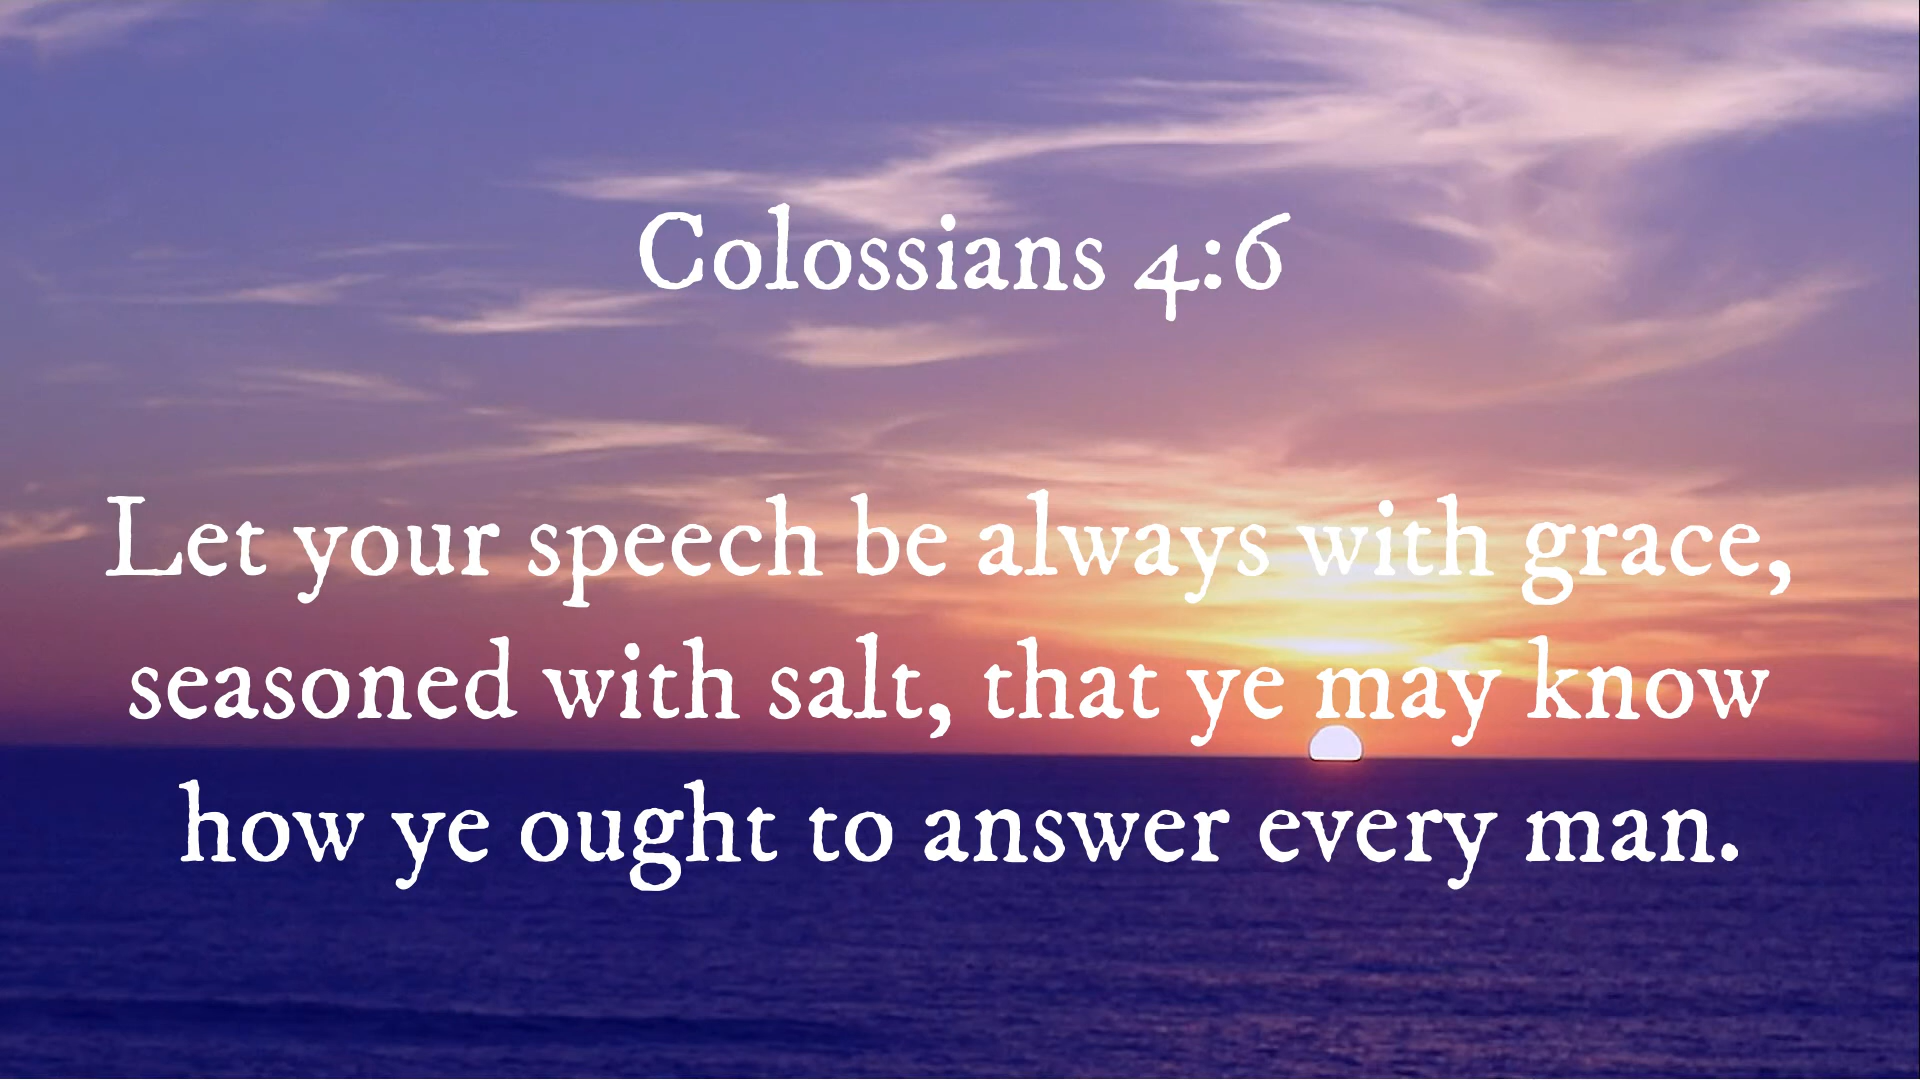 Colossians 4:6
Let your speech be always with grace,
seasoned with salt, that ye may know
how ye ought to answer every man.